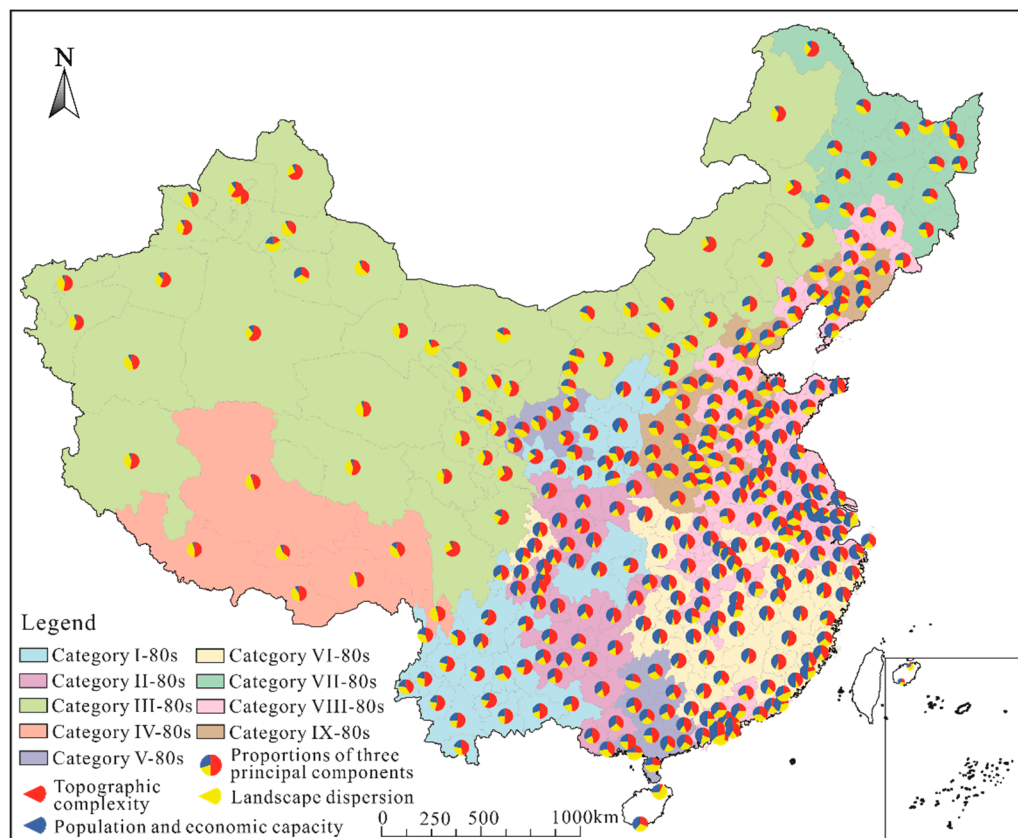 N
Legend
Category I-80s
Category II-80s
Category III-80s
Category IV-80s
Category V-80s
Category VI-80s
Category VII-80s
Category VIII-80s
Category IX-80s
Proportions of three
principal components
Topographic
complexity
Landscape dispersion
Population and economic capacity
0 250 500 1000km